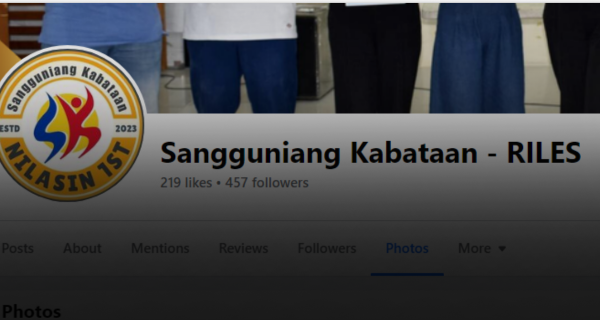 Sangguniang Kabataan
ESTD 2023
NILASIN 1ST
Sangguniang Kabataan - RILES
219 likes • 457 followers
Posts About Mentions Reviews Followers Photos More
Photos